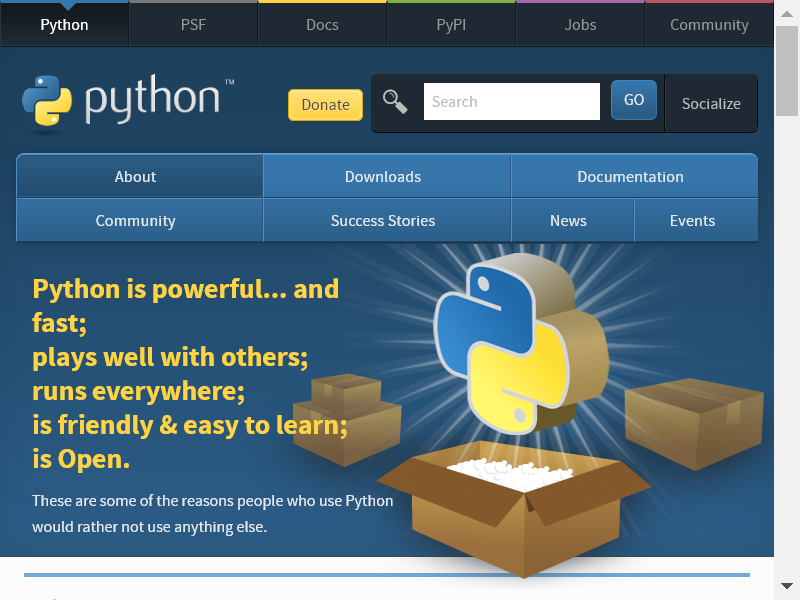 Python PSF Docs PyPI Jobs Community
python™ Donate Search GO Socialize
About Downloads Documentation
Community Success Stories News Events
Python is powerful... and
fast;
plays well with others;
runs everywhere;
is friendly & easy to learn;
is Open.
These are some of the reasons people who use Python
would rather not use anything else.